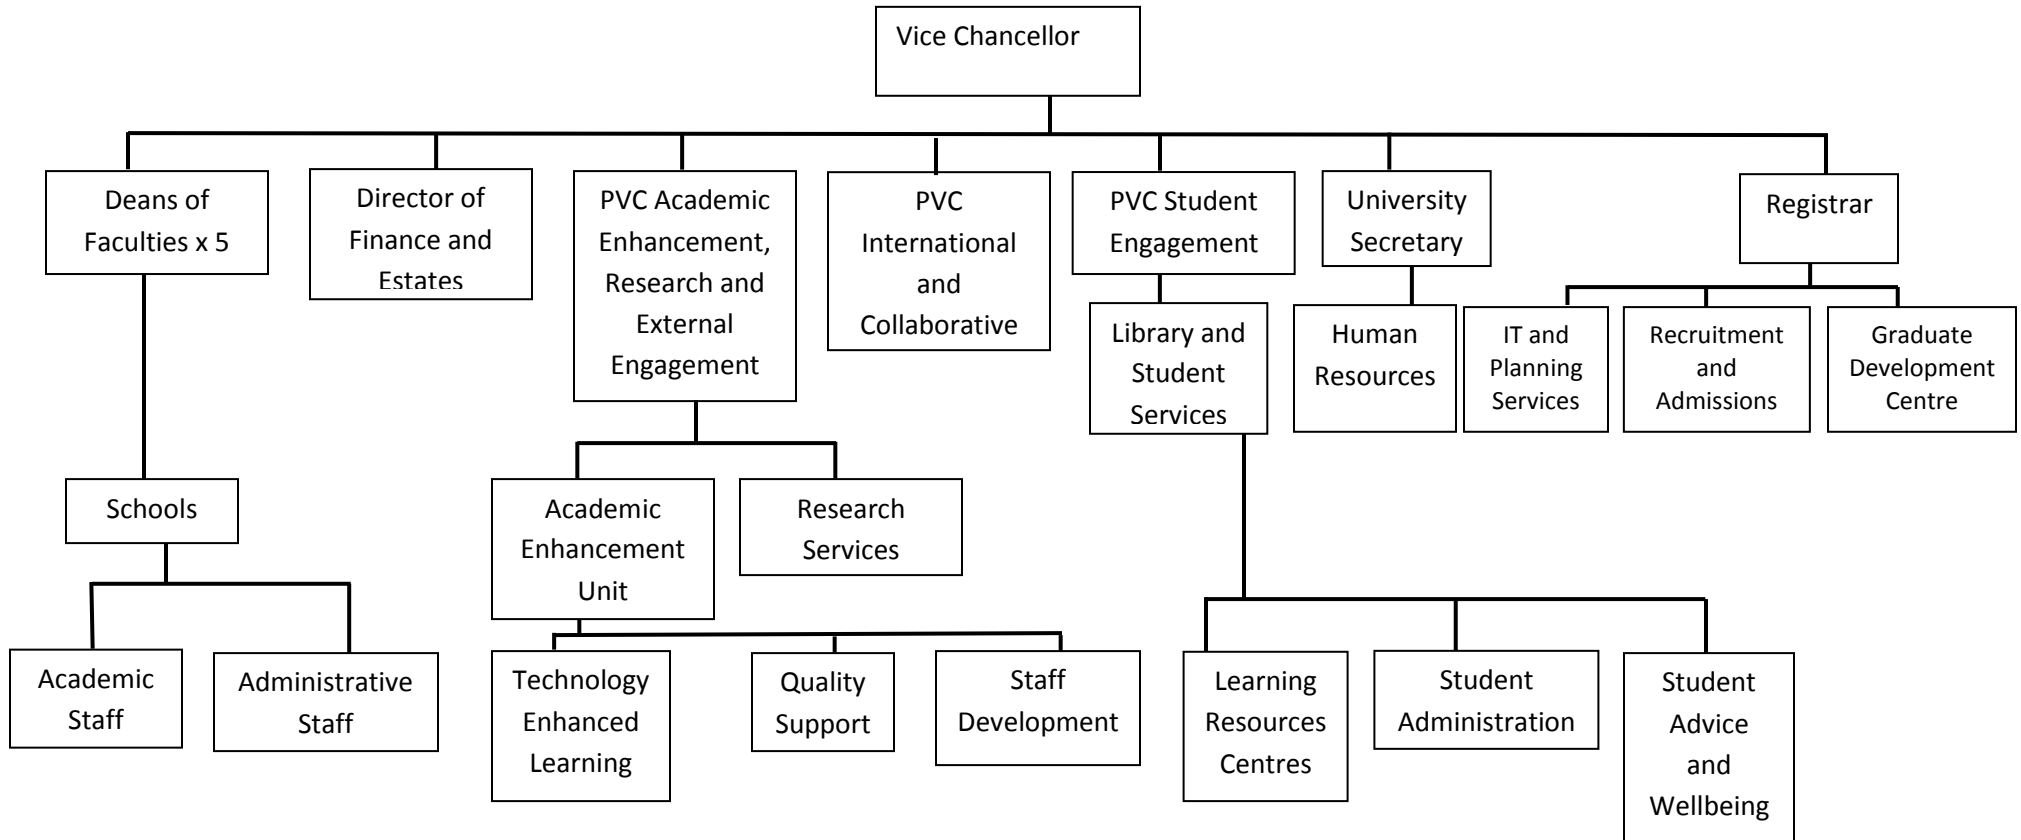 Vice Chancellor
Deans of
Faculties x 5
Director of
Finance and
Estates
PVC Academic
Enhancement,
Research and
External
Engagement
PVC
International
and
Collaborative
PVC Student
Engagement
University
Secretary
Registrar
Library and
Student
Services
Human
Resources
IT and
Planning
Services
Recruitment
and
Admissions
Graduate
Development
Centre
Schools
Academic
Enhancement
Unit
Research
Services
Academic
Staff
Administrative
Staff
Technology
Enhanced
Learning
Quality
Support
Staff
Development
Learning
Resources
Centres
Student
Administration
Student
Advice
and
Wellbeing